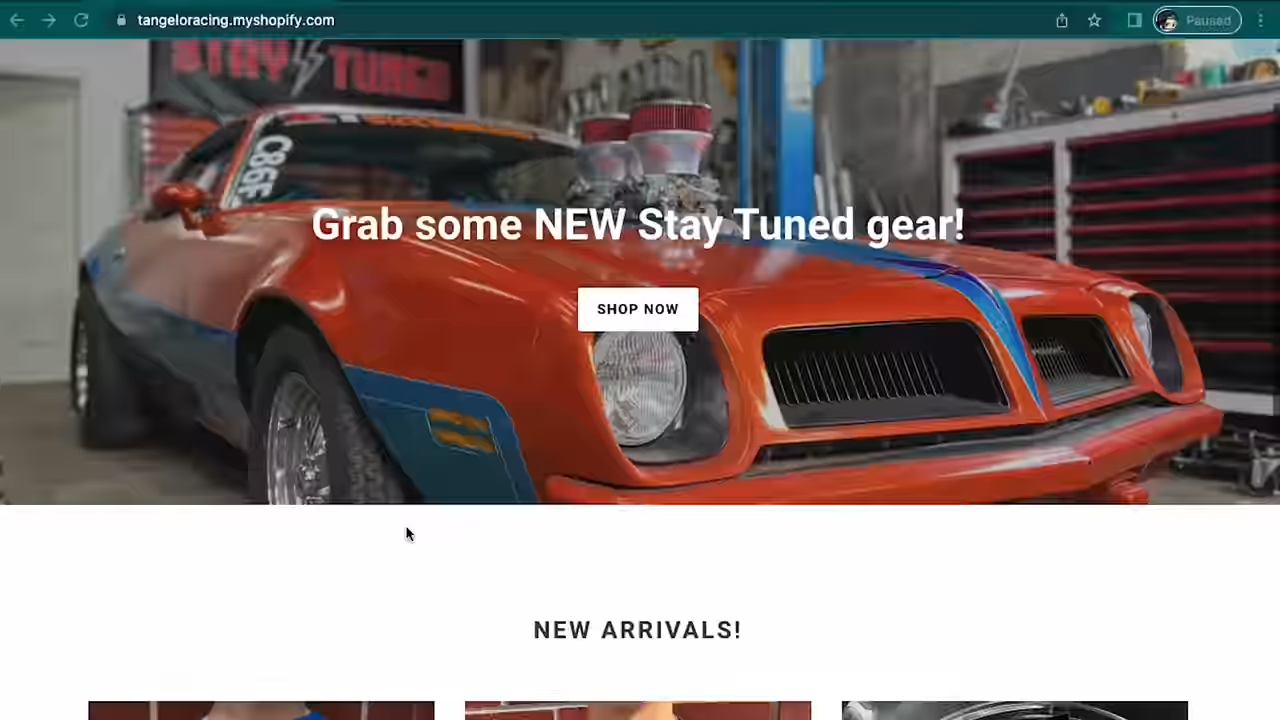 tangeloracing.myshopify.com
Paused
STAY TUNED
C86F
Grab some NEW Stay Tuned gear!
SHOP NOW
NEW ARRIVALS!